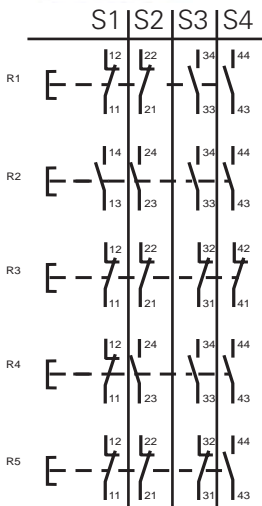 S1 S2 S3 S4
12 22 34 44
R1
11 21 33 43
14 24 34 44
R2
13 23 33 43
12 22 32 42
R3
11 21 31 41
12 24 34 44
R4
11 23 33 43
12 22 32 44
R5
11 21 31 43